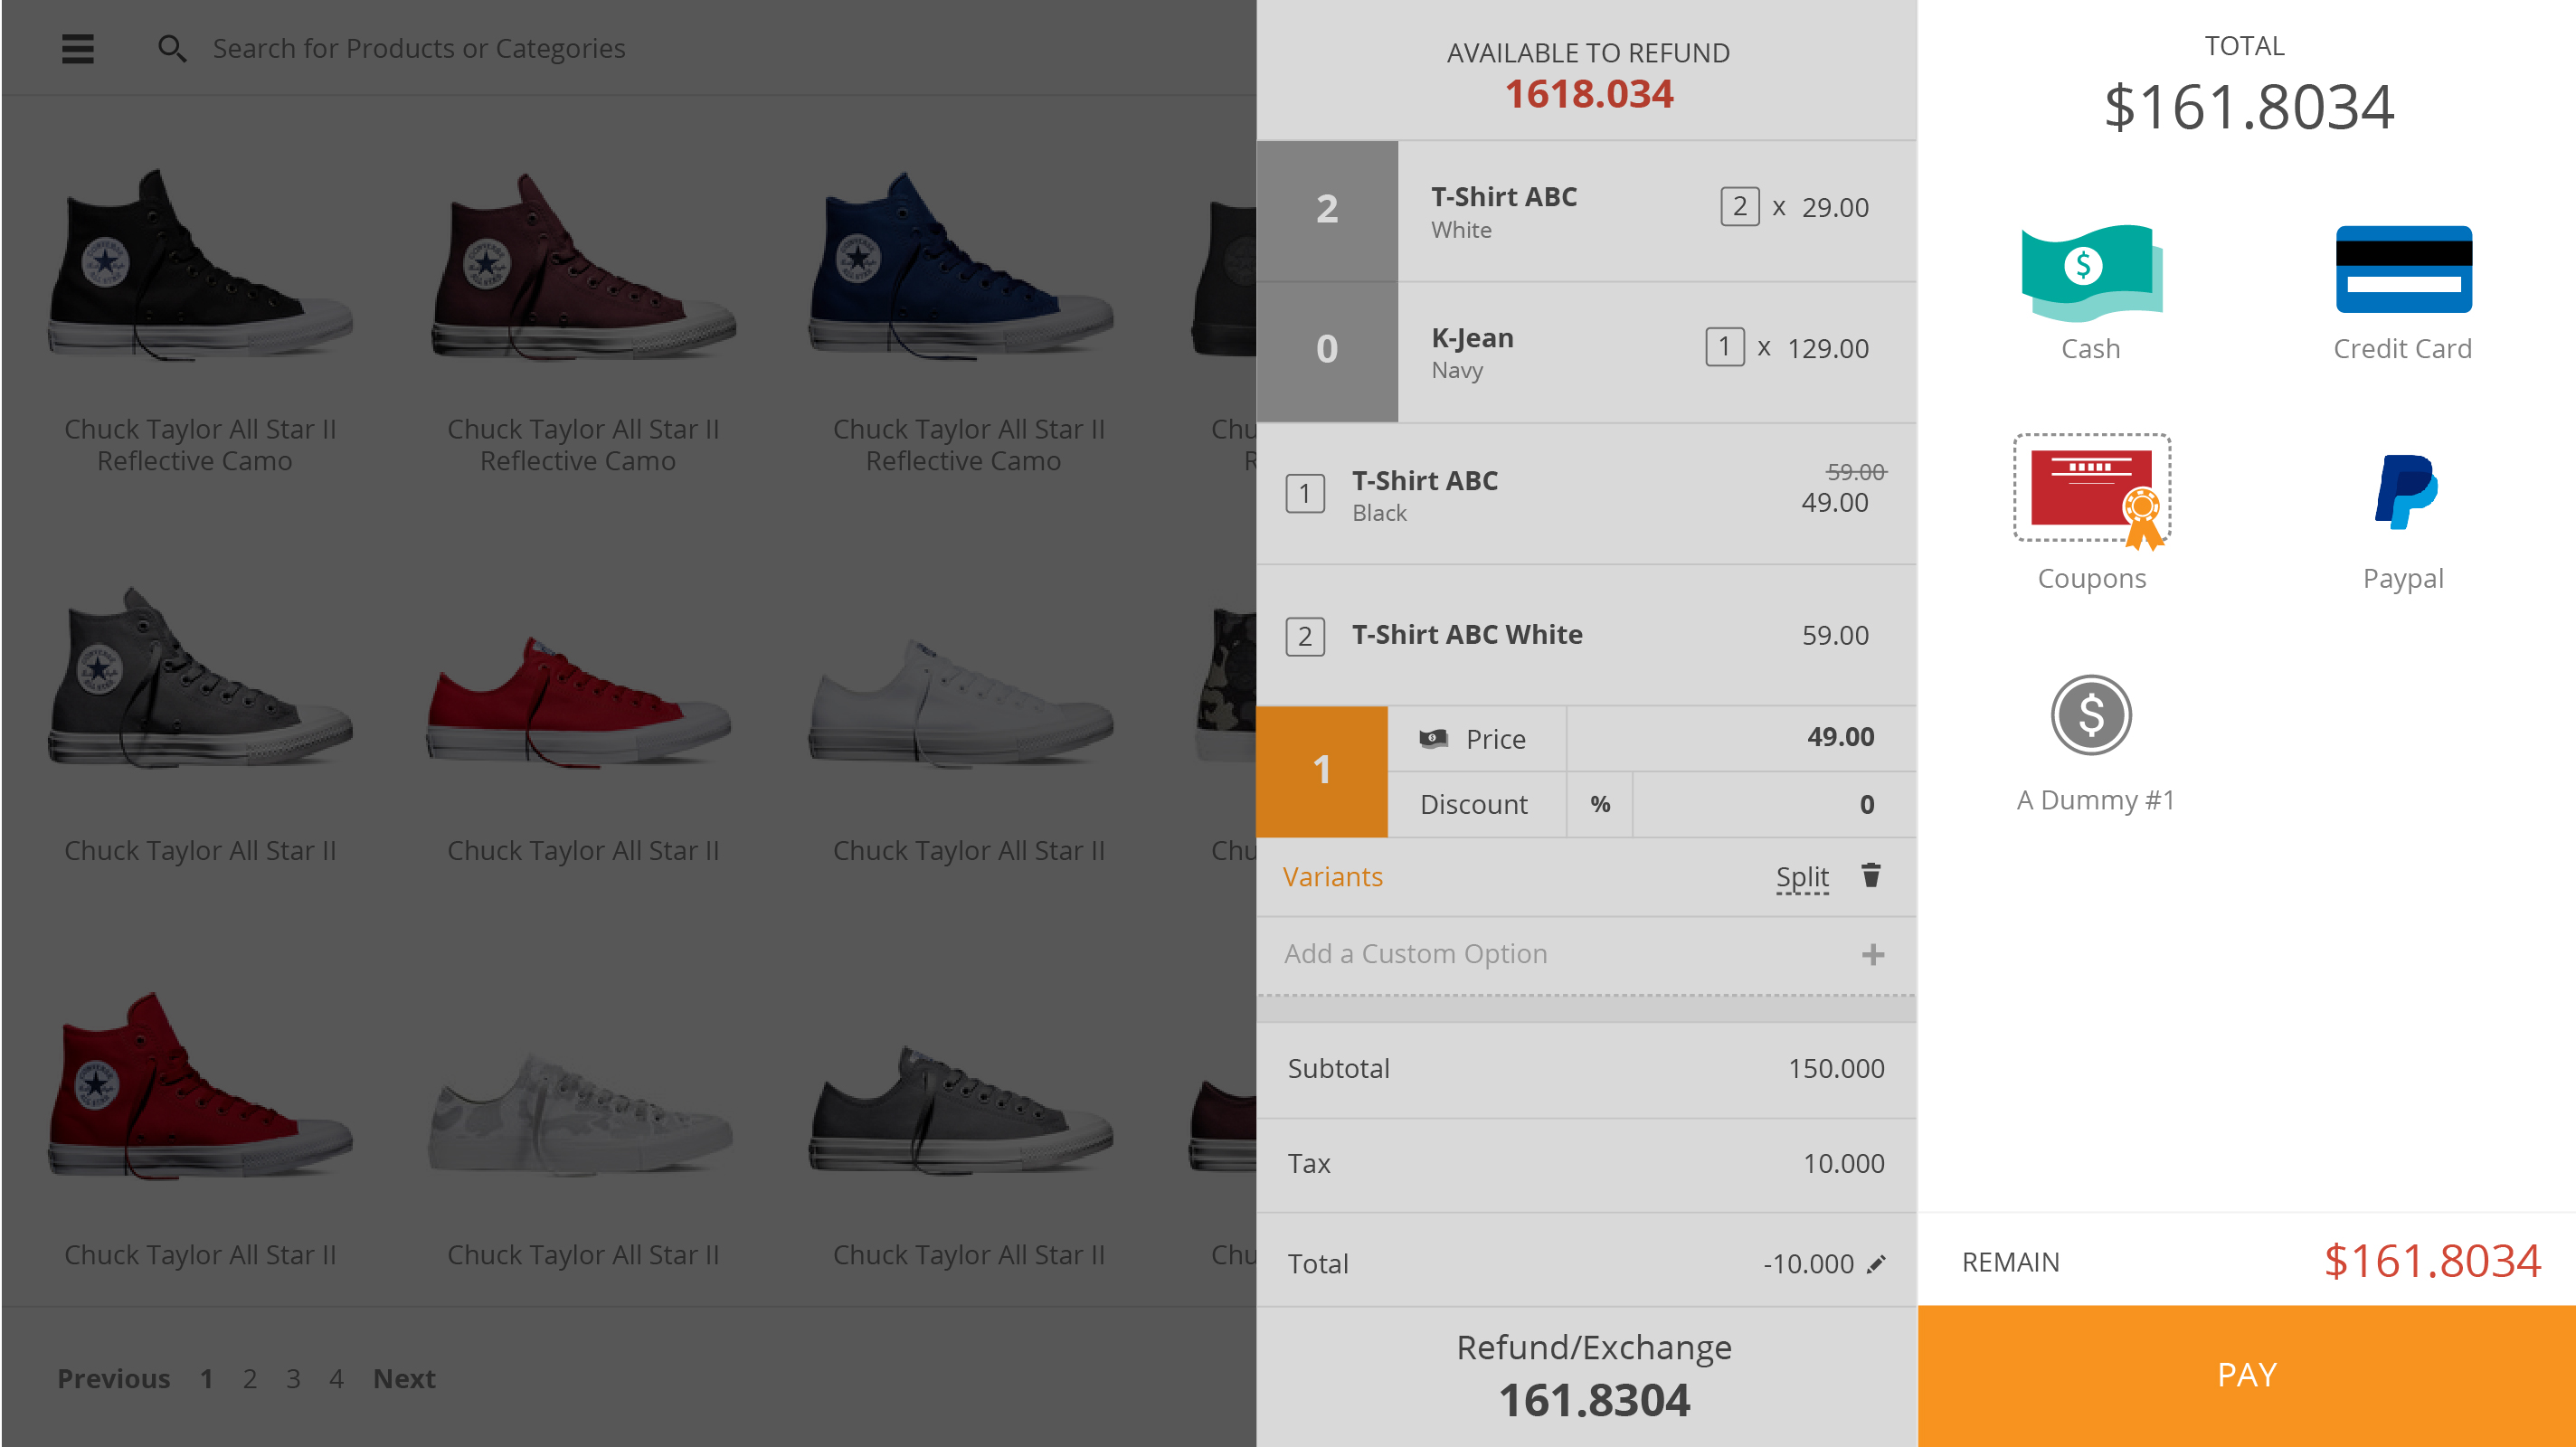 Search for Products or Categories
Chuck Taylor All Star II
Reflective Camo
Chuck Taylor All Star II
Reflective Camo
Chuck Taylor All Star II
Reflective Camo
Chu
R
Chuck Taylor All Star II
Chuck Taylor All Star II
Chuck Taylor All Star II
Chu
Chuck Taylor All Star II
Chuck Taylor All Star II
Chuck Taylor All Star II
Chu
Previous 1 2 3 4 Next
AVAILABLE TO REFUND
1618.034
2 T-Shirt ABC 2 x 29.00
White
0 K-Jean 1 x 129.00
Navy
59.00
1 T-Shirt ABC 49.00
Black
2 T-Shirt ABC White 59.00
1 $ Price 49.00
Discount % 0
Variants Split
Add a Custom Option +
Subtotal 150.000
Tax 10.000
Total -10.000
Refund/Exchange
161.8304
TOTAL
$161.8034
$
Cash
Credit Card
Coupons
Paypal
$
A Dummy #1
REMAIN $161.8034
PAY